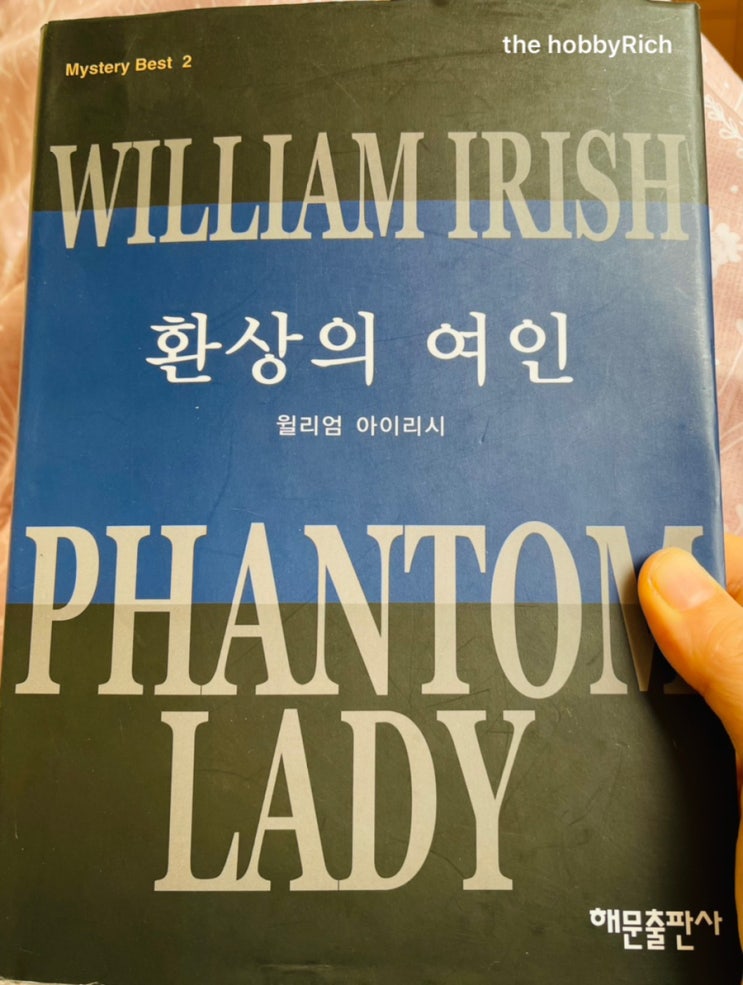 the hobbyRich
Mystery Best 2
WILLIAM IRISH
환상의 여인
윌리엄 아이리시
PHANTOM
LADY
해문출판사